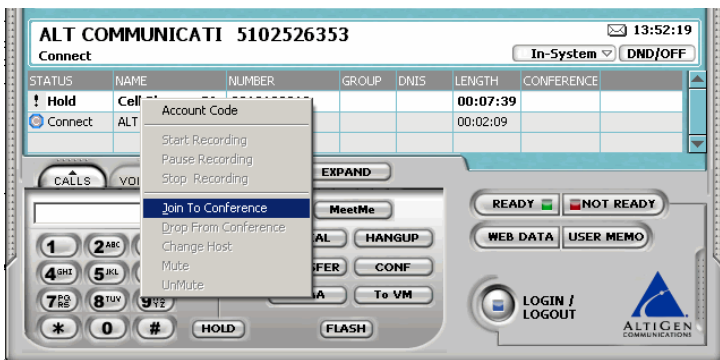 ALT COMMUNICATI 5102526353
13:52:19
Connect
In-System
DND/OFF
STATUS NAME NUMBER GROUP DNIS LENGTH CONFERENCE
! Hold Cell 00:07:39
Connect ALT 00:02:09
Account Code
Start Recording
Pause Recording
Stop Recording
Join To Conference
Drop From Conference
Change Host
Mute
UnMute
CALLS
EXPAND
MeetMe
HANGUP
CONF
To VM
HOLD
FLASH
1 2 ABC
4 GHI 5 JKL
7 PQRS 8 TUV 9 WXYZ
* 0 #
READY NOT READY
WEB DATA USER MEMO
LOGIN /
LOGOUT
ALTIGEN
COMMUNICATIONS